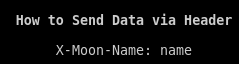 How to Send Data via Header
X-Moon-Name: name